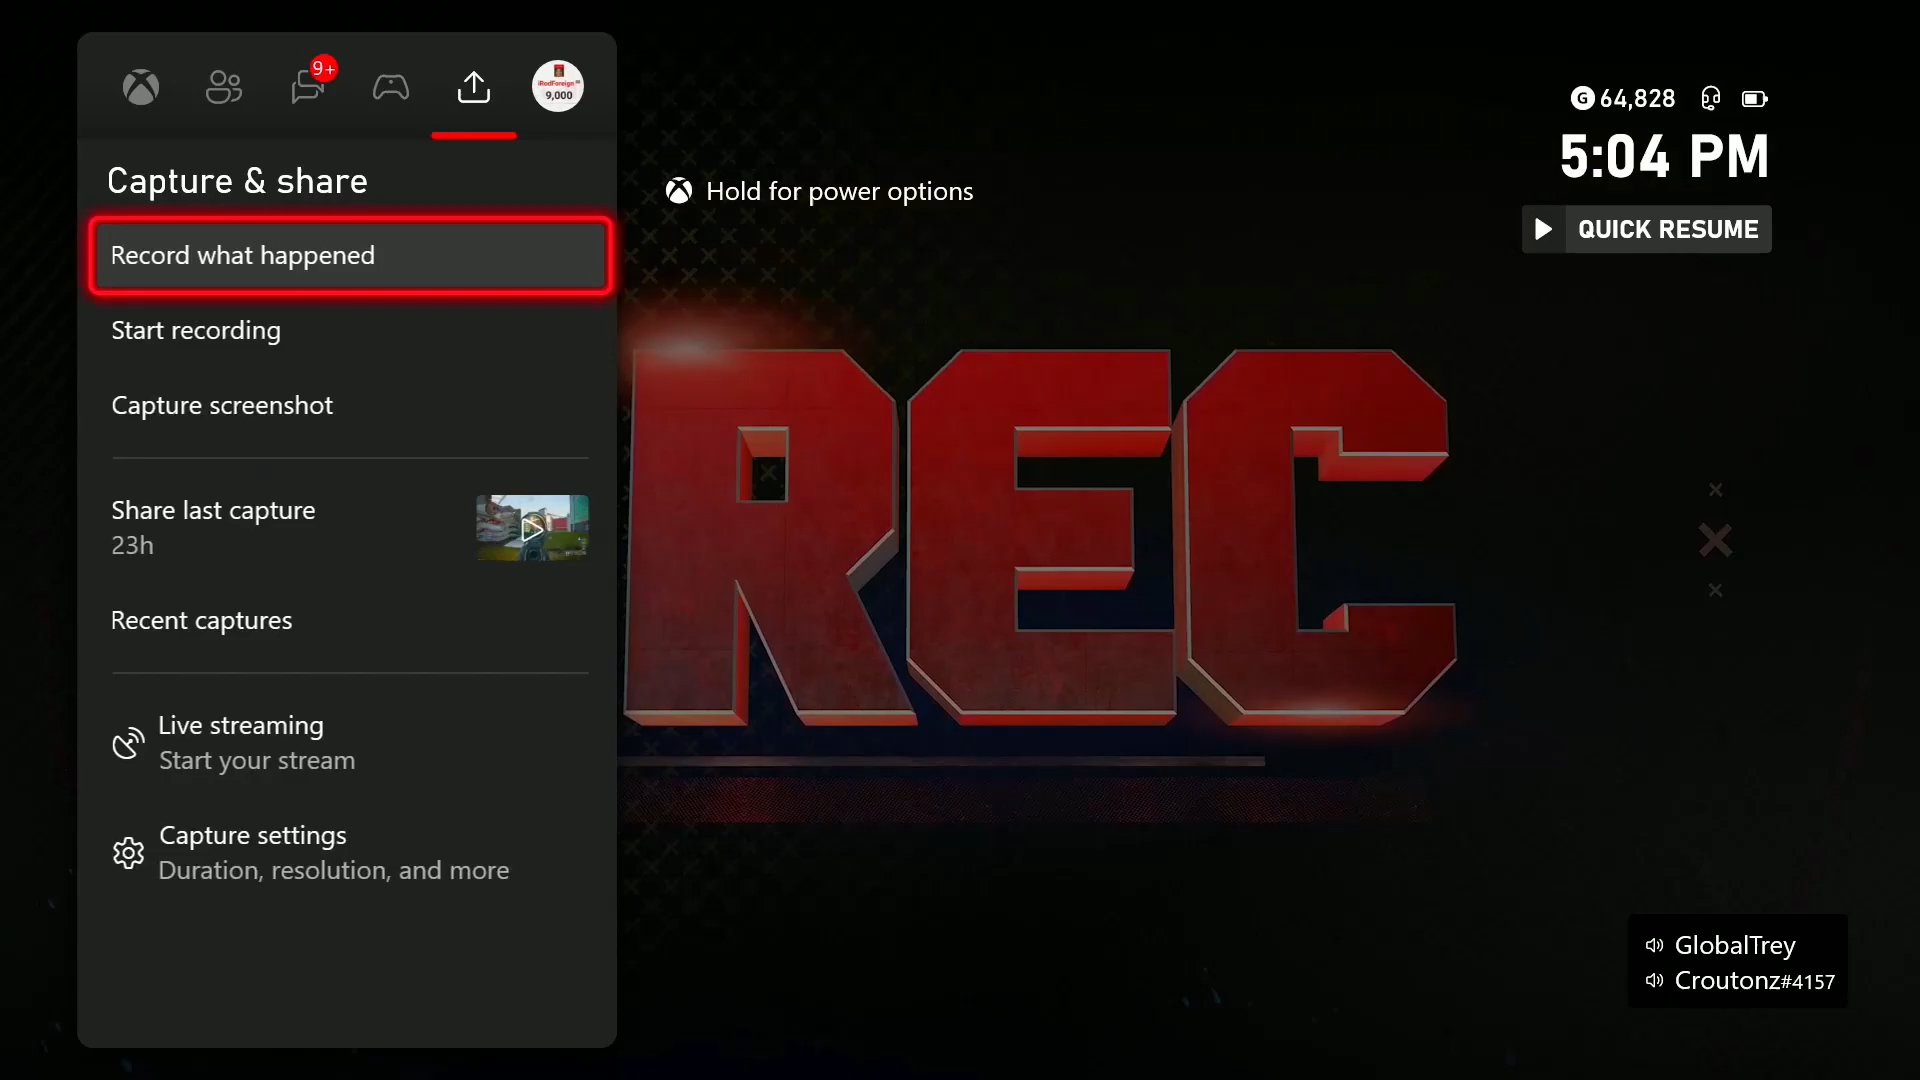 9+
iRodForeign
9,000
Capture & share
Record what happened
Start recording
Capture screenshot
Share last capture
23h
Recent captures
Live streaming
Start your stream
Capture settings
Duration, resolution, and more
Hold for power options
G 64,828
5:04 PM
QUICK RESUME
REC
GlobalTrey
Croutonz#4157